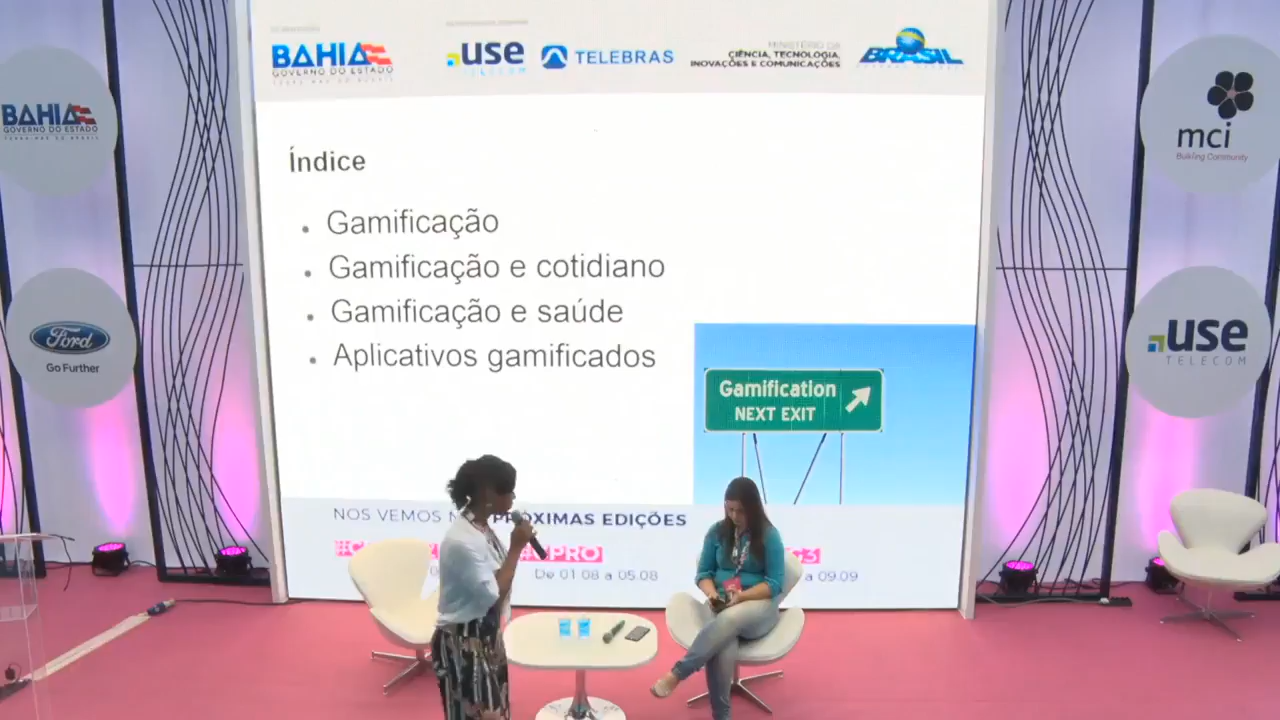 BAHIA
GOVERNO DO ESTADO
USE
TELECOM
TELEBRAS
MINISTÉRIO DA
CIÊNCIA, TECNOLOGIA,
INOVAÇÕES E COMUNICAÇÕES
BRASIL
BAHIA
GOVERNO DO ESTADO
mci
Building Community
Índice
Gamificação
Gamificação e cotidiano
Gamificação e saúde
Aplicativos gamificados
Ford
Go Further
USE
TELECOM
Gamification
NEXT EXIT
NOS VEMOS
PRÓXIMAS EDIÇÕES
PRO
De 01.08 a 05.08
a 09.09